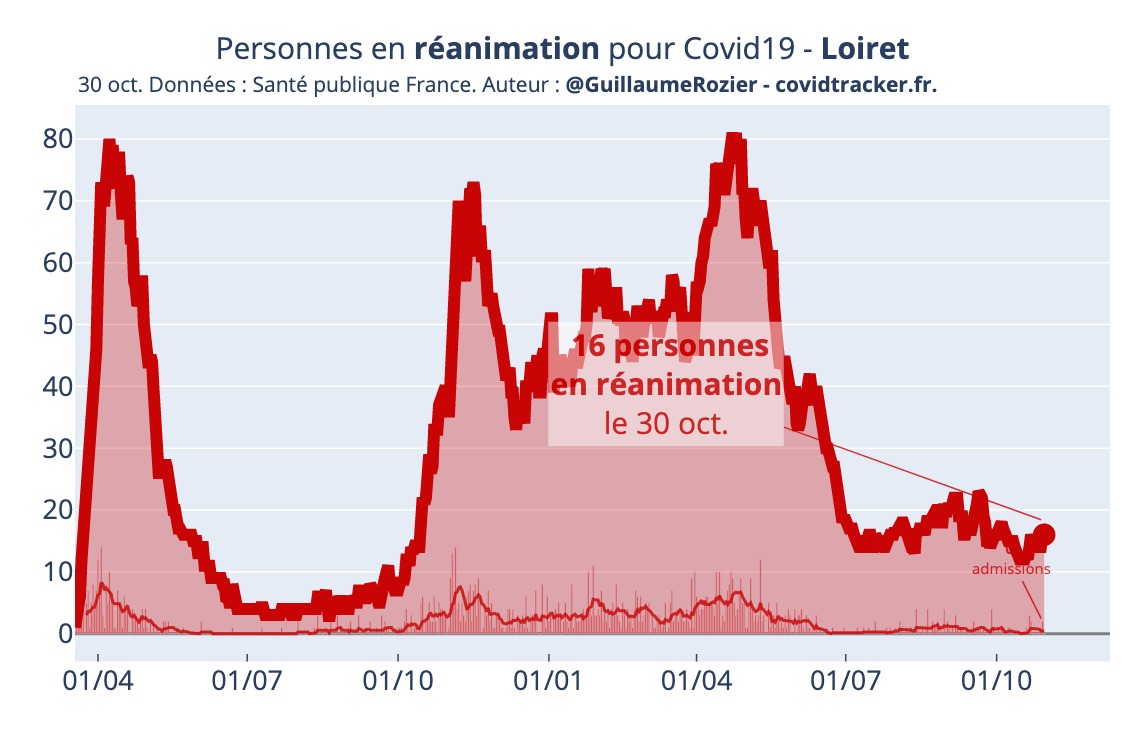 Personnes en réanimation pour Covid19 - Loiret
30 oct. Données : Santé publique France. Auteur : @GuillaumeRozier - covidtracker.fr.
80
70
60
50
40
30
20
10
0
16 personnes
en réanimation
le 30 oct.
admissions
01/04
01/07
01/10
01/01
01/04
01/07
01/10